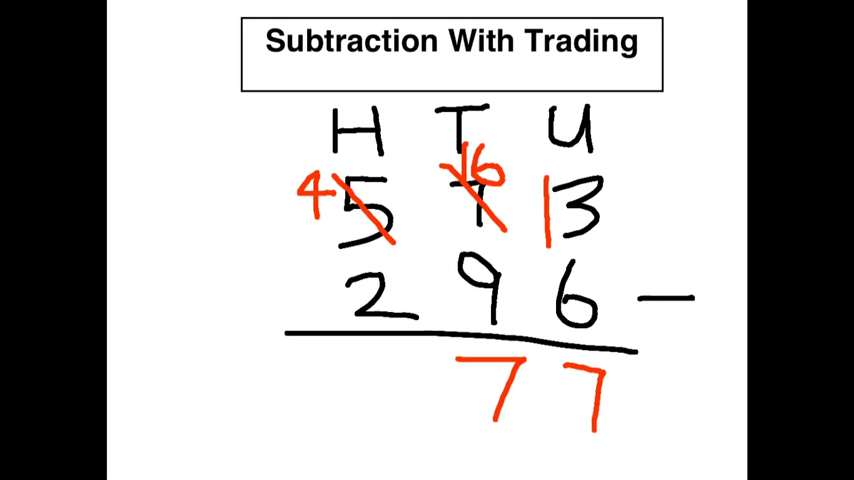 Subtraction With Trading
H T U
4 16
5 7 13
2 9 6 –
7 7